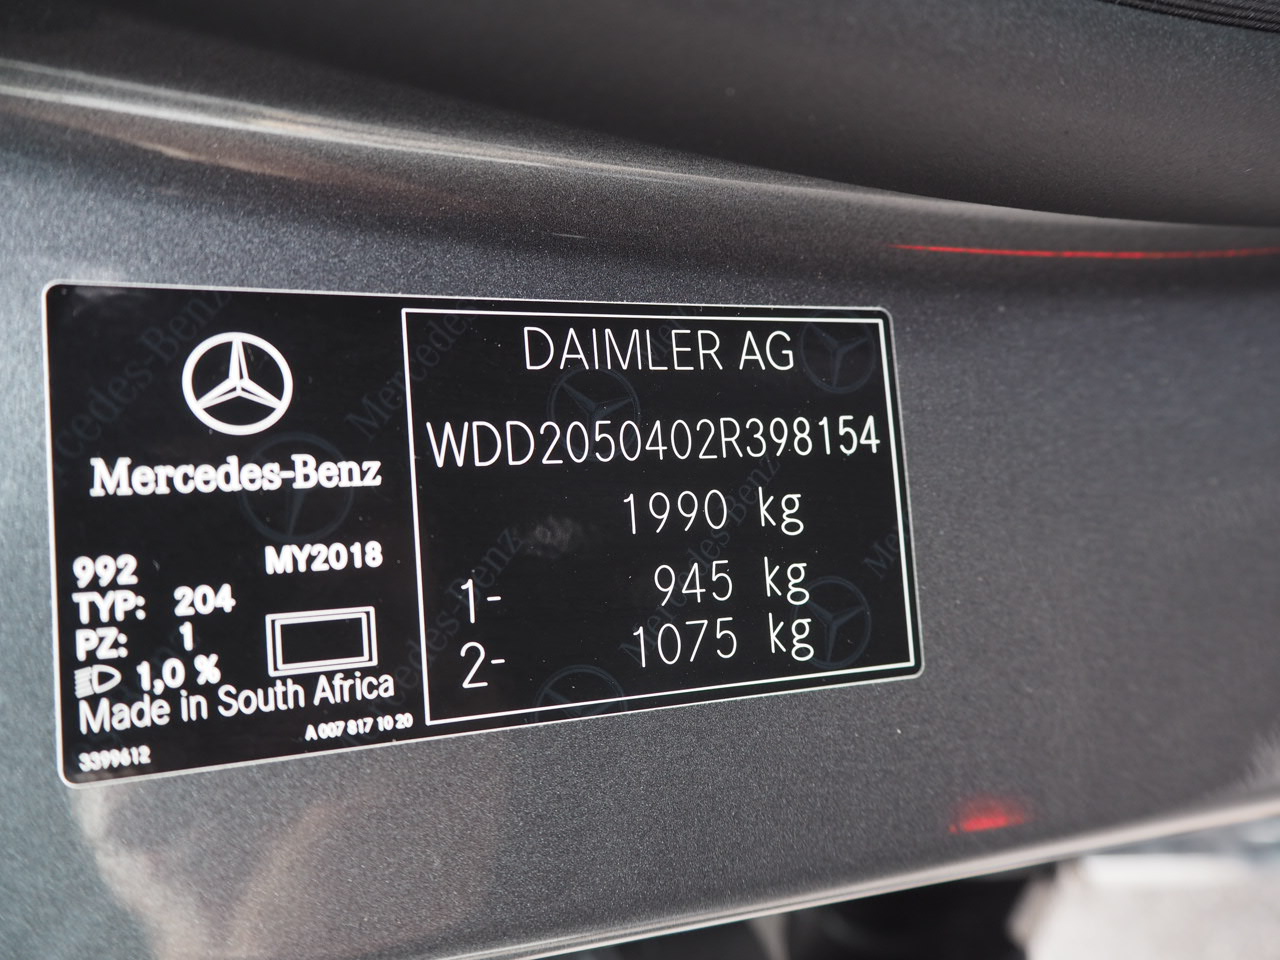 Mercedes-Benz
992 MY2018
TYP: 204
PZ: 1
1,0 %
Made in South Africa
A 007 817 10 20
3399612
DAIMLER AG
WDD2050402R398154
1990 kg
1- 945 kg
2- 1075 kg